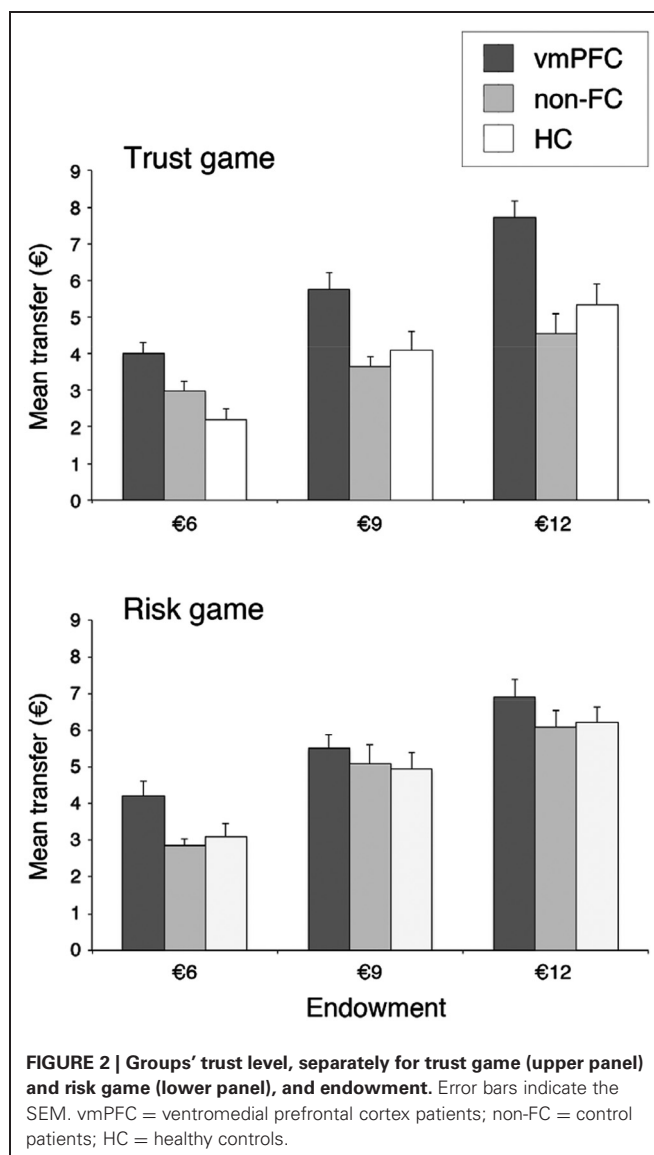 vmPFC
non-FC
HC
Trust game
Mean transfer (€)
9
8
7
6
5
4
3
2
1
0
€6 €9 €12
Risk game
Mean transfer (€)
9
8
7
6
5
4
3
2
1
0
€6 €9 €12
Endowment
FIGURE 2 | Groups’ trust level, separately for trust game (upper panel)
and risk game (lower panel), and endowment. Error bars indicate the
SEM. vmPFC = ventromedial prefrontal cortex patients; non-FC = control
patients; HC = healthy controls.